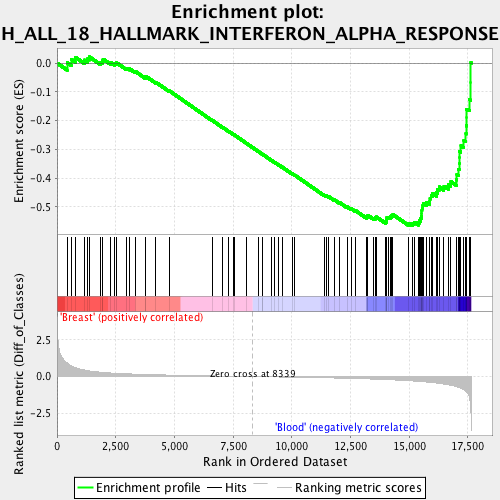 Enrichment plot:
H_ALL_18_HALLMARK_INTERFERON_ALPHA_RESPONSE
Enrichment score (ES)
0.0
-0.1
-0.2
-0.3
-0.4
-0.5
'Breast' (positively correlated)
Ranked list metric (Diff_of_Classes)
2.5
0.0
-2.5
Zero cross at 8339
'Blood' (negatively correlated)
0 2,500 5,000 7,500 10,000 12,500 15,000 17,500
Rank in Ordered Dataset
Enrichment profile Hits Ranking metric scores